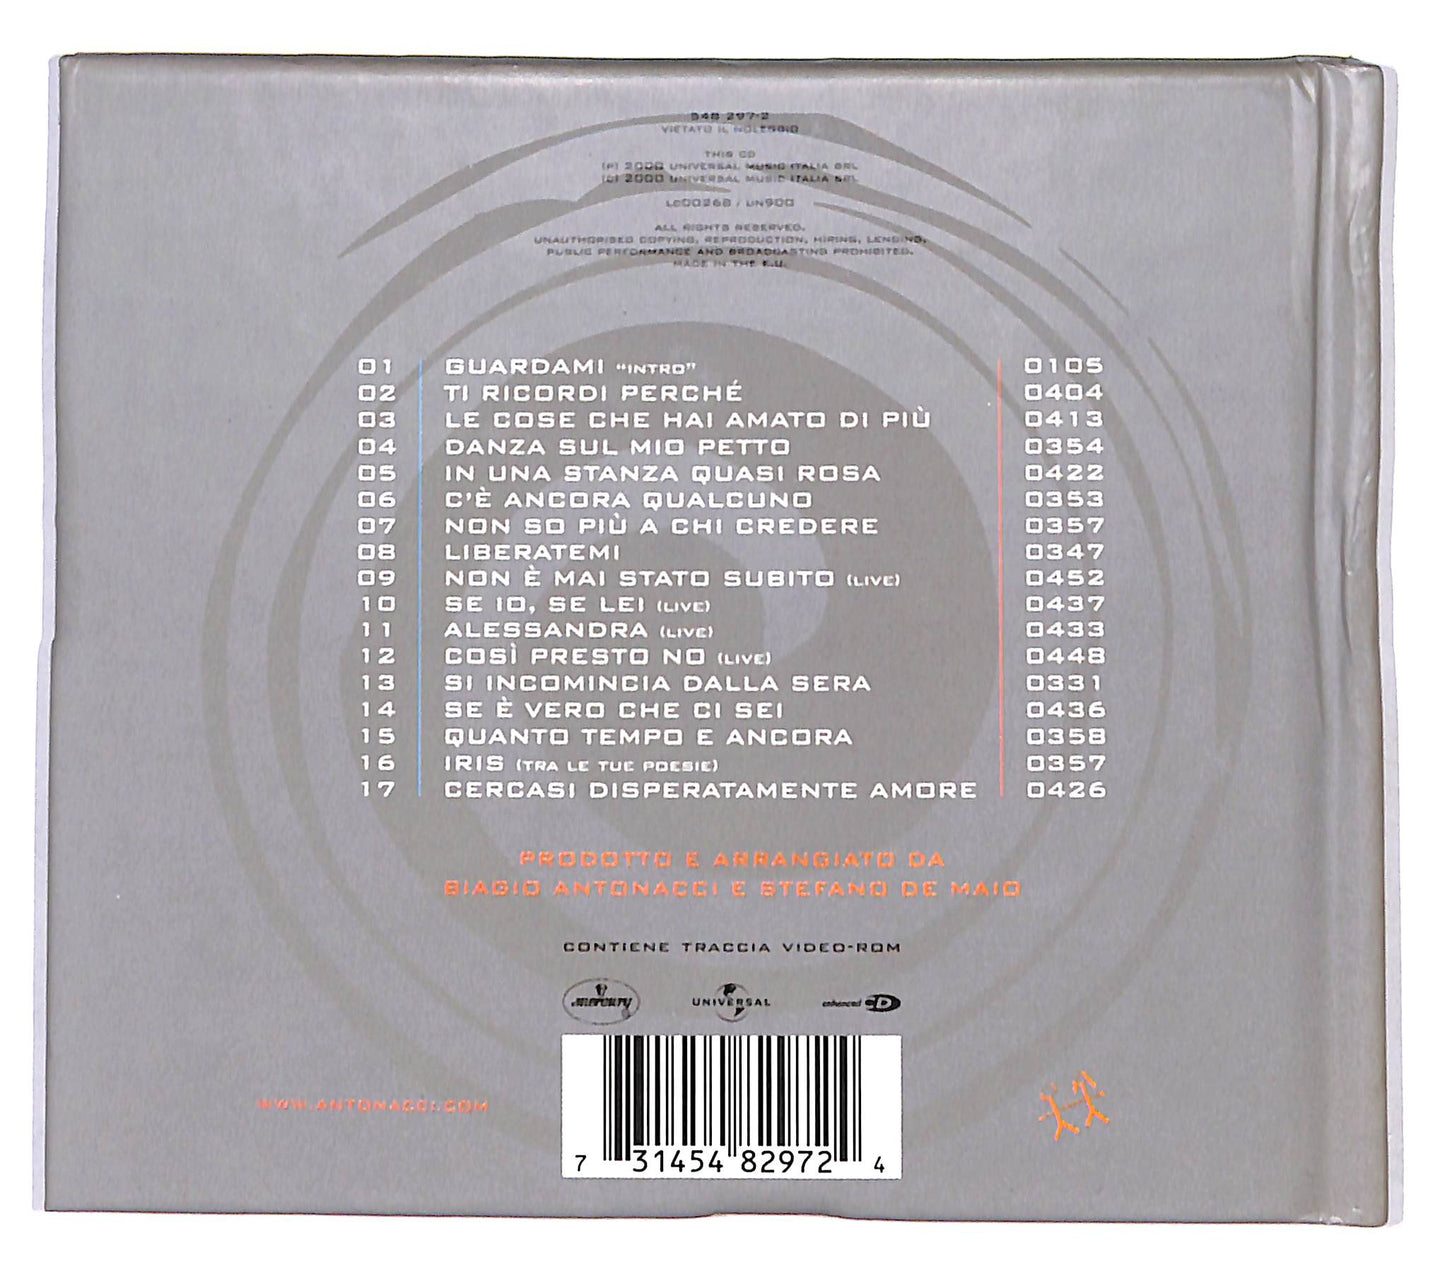 548 297-2
VIETATO IL NOLEGGIO
THIS CD
(P) 2000 UNIVERSAL MUSIC ITALIA SRL
(C) 2000 UNIVERSAL MUSIC ITALIA SRL
LC00268 / UN900
ALL RIGHTS RESERVED.
UNAUTHORISED COPYING, REPRODUCTION, HIRING, LENDING,
PUBLIC PERFORMANCE AND BROADCASTING PROHIBITED.
MADE IN THE E.U.
01 GUARDAMI "INTRO" 0105
02 TI RICORDI PERCHÉ 0404
03 LE COSE CHE HAI AMATO DI PIÙ 0413
04 DANZA SUL MIO PETTO 0354
05 IN UNA STANZA QUASI ROSA 0422
06 C'È ANCORA QUALCUNO 0353
07 NON SO PIÙ A CHI CREDERE 0357
08 LIBERATEMI 0347
09 NON È MAI STATO SUBITO (LIVE) 0452
10 SE IO, SE LEI (LIVE) 0437
11 ALESSANDRA (LIVE) 0433
12 COSÌ PRESTO NO (LIVE) 0448
13 SI INCOMINCIA DALLA SERA 0331
14 SE È VERO CHE CI SEI 0436
15 QUANTO TEMPO E ANCORA 0358
16 IRIS (TRA LE TUE POESIE) 0357
17 CERCASI DISPERATAMENTE AMORE 0426
PRODOTTO E ARRANGIATO DA
BIAGIO ANTONACCI E STEFANO DE MAIO
CONTIENE TRACCIA VIDEO-ROM
mercury UNIVERSAL enhanced CD
WWW.ANTONACCI.COM
7 31454 82972 4